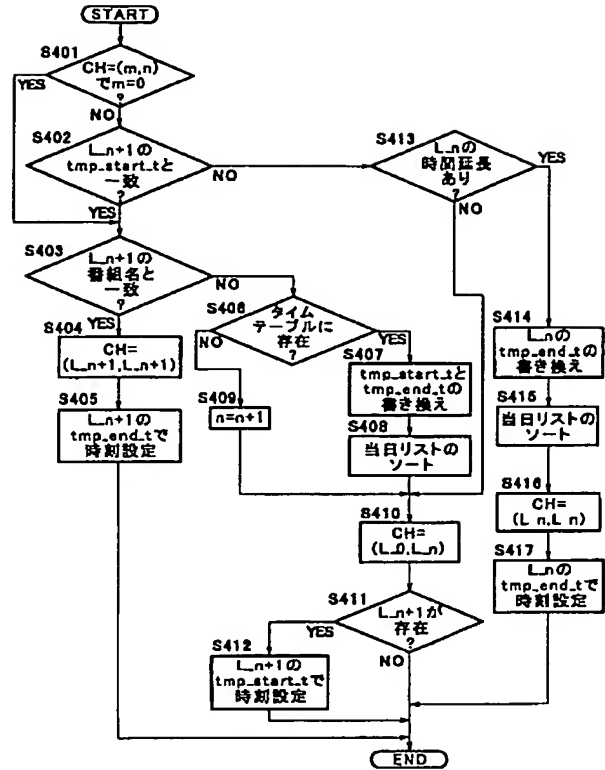 START
S401
CH=(m,n)
でm=0
?
YES
NO
S402
L_n+1の
tmp_start_tと
一致
?
NO
YES
S413
L_nの
時間延長
あり
?
YES
NO
S403
L_n+1の
番組名と
一致
?
NO
YES
S404
CH=
(L_n+1,L_n+1)
S405
L_n+1の
tmp_end_tで
時刻設定
S406
タイム
テーブルに
存在
?
NO
YES
S407
tmp_start_tと
tmp_end_tの
書き換え
S408
当日リストの
ソート
S409
n=n+1
S414
L_nの
tmp_end_tの
書き換え
S415
当日リストの
ソート
S416
CH=
(L_n,L_n)
S417
L_nの
tmp_end_tで
時刻設定
S410
CH=
(L_0,L_n)
S411
L_n+1が
存在
?
YES
NO
S412
L_n+1の
tmp_start_tで
時刻設定
END